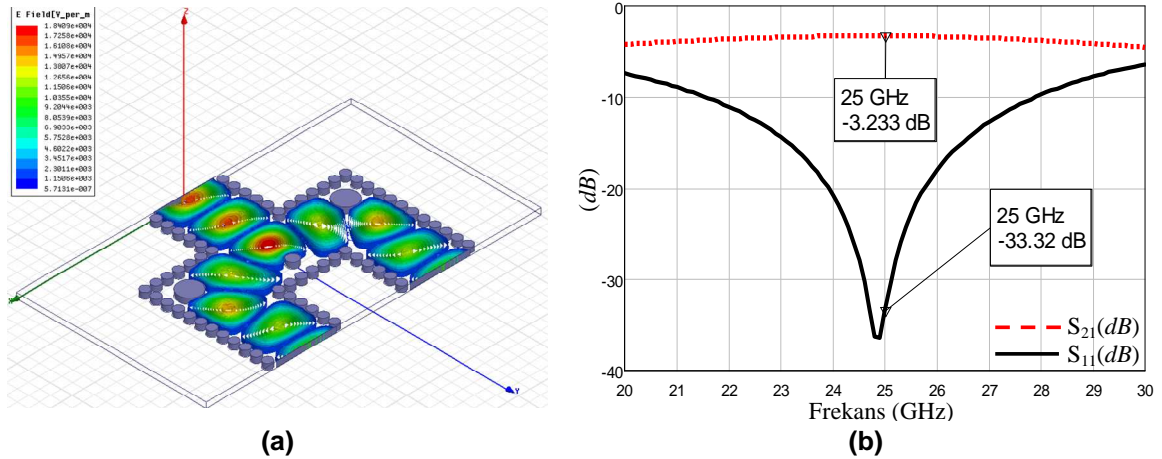 E Field[V_per_m
1.8409e+004
1.7258e+004
1.6108e+004
1.4957e+004
1.3807e+004
1.2656e+004
1.1506e+004
1.0355e+004
9.2044e+003
8.0539e+003
6.9033e+003
5.7528e+003
4.6022e+003
3.4517e+003
2.3011e+003
1.1506e+003
5.7131e-007
Z
X
Y
(a)
0
-10
-20
-30
-40
(dB)
25 GHz
-3.233 dB
25 GHz
-33.32 dB
S21(dB)
S11(dB)
20 21 22 23 24 25 26 27 28 29 30
Frekans (GHz)
(b)